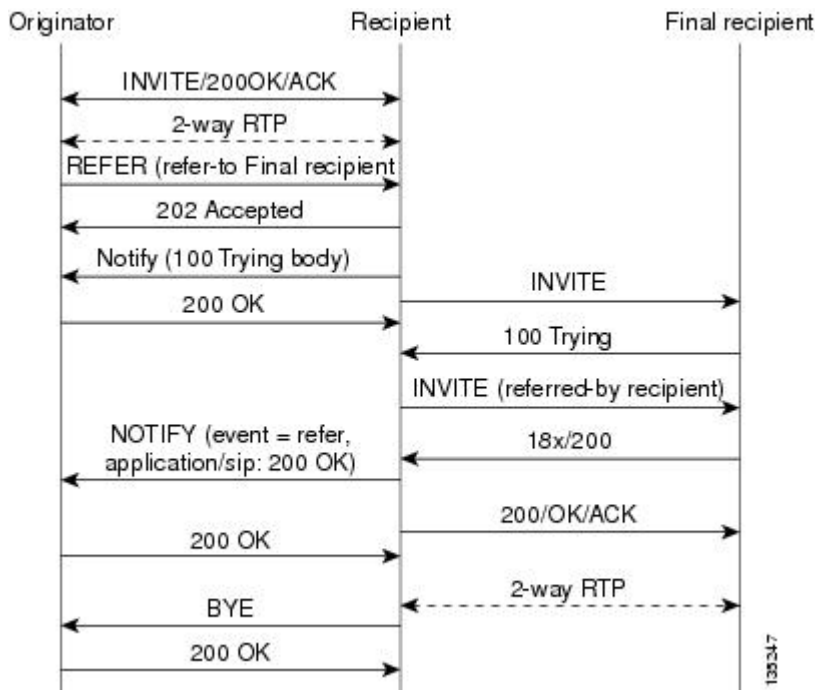 Originator
Recipient
Final recipient
INVITE/200OK/ACK
2-way RTP
REFER (refer-to Final recipient
202 Accepted
Notify (100 Trying body)
INVITE
200 OK
100 Trying
INVITE (referred-by recipient)
NOTIFY (event = refer,
application/sip: 200 OK)
18x/200
200/OK/ACK
200 OK
2-way RTP
BYE
200 OK
135247